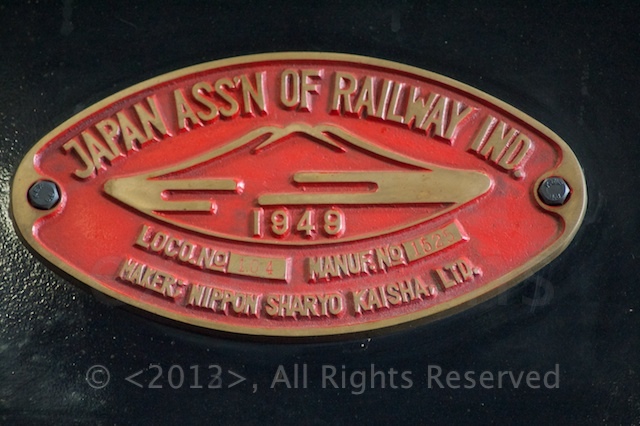 JAPAN ASS'N OF RAILWAY IND.
1949
LOCO.NO MANUF.NO
MAKER- NIPPON SHARYO KAISHA, LTD.
© <2013>, All Rights Reserved